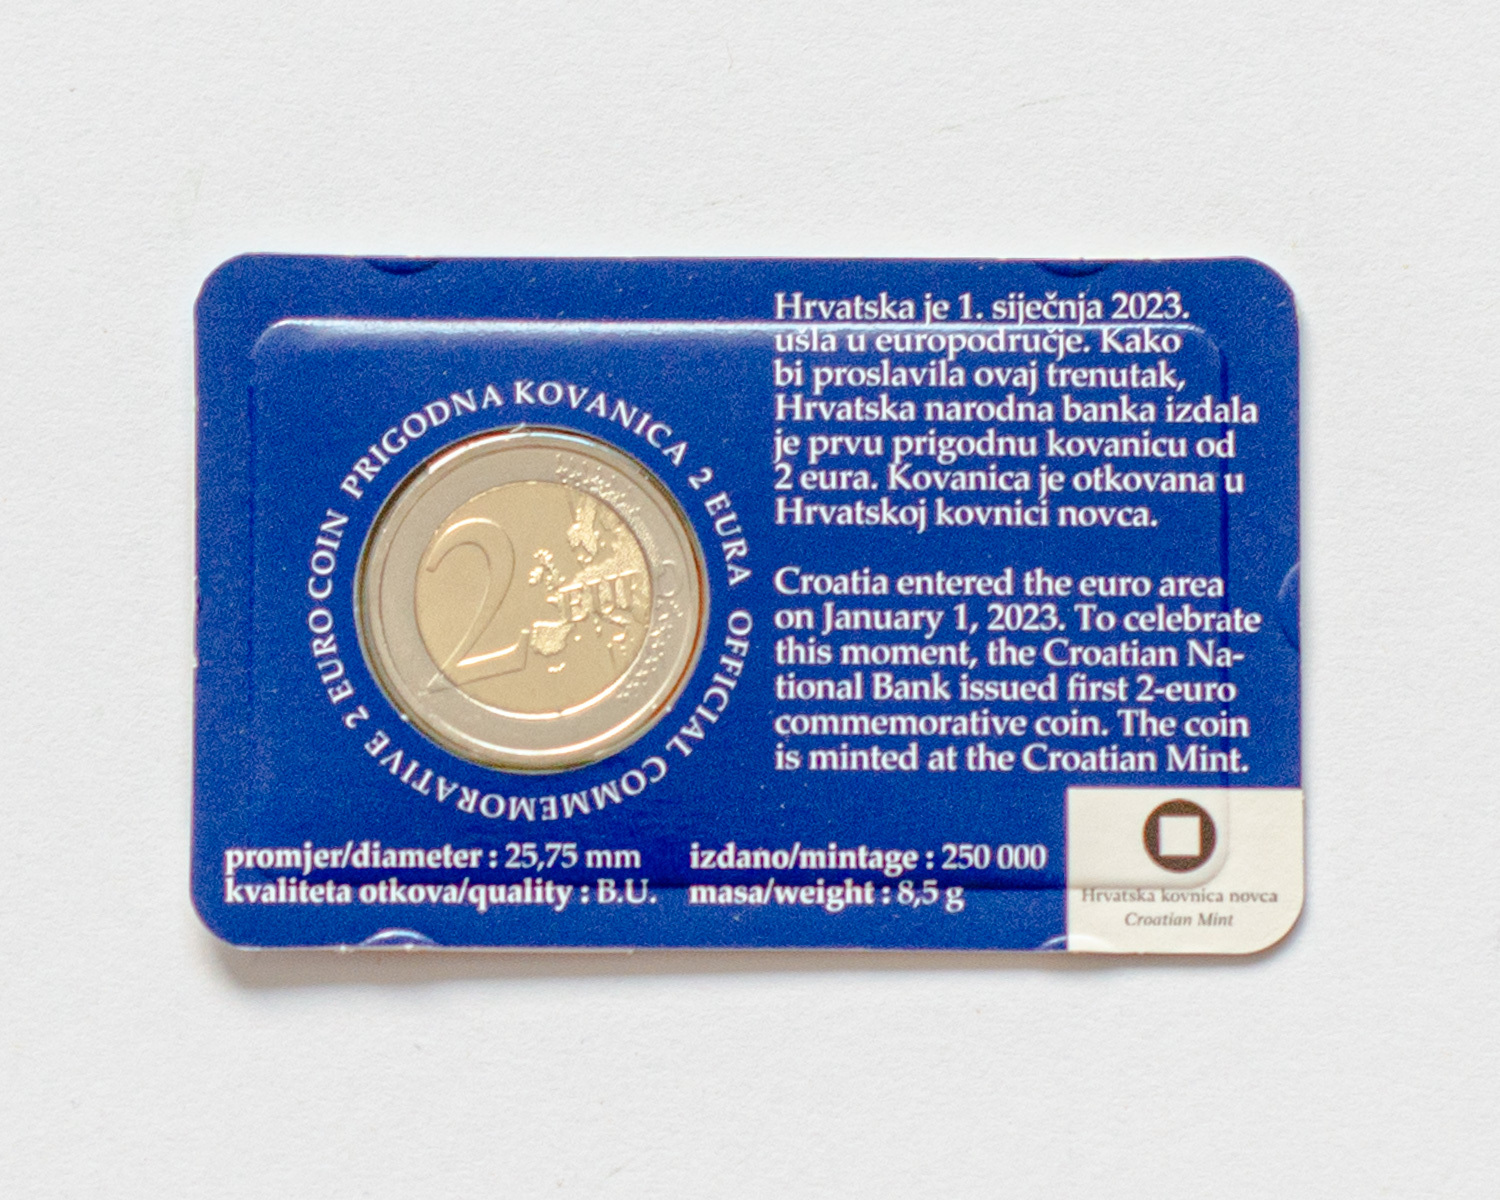 PRIGODNA KOVANICA 2 EURA
OFFICIAL COMMEMORATIVE 2 EURO COIN
2
EUR
Hrvatska je 1. siječnja 2023.
ušla u europodručje. Kako
bi proslavila ovaj trenutak,
Hrvatska narodna banka izdala
je prvu prigodnu kovanicu od
2 eura. Kovanica je otkovana u
Hrvatskoj kovnici novca.
Croatia entered the euro area
on January 1, 2023. To celebrate
this moment, the Croatian Na-
tional Bank issued first 2-euro
commemorative coin. The coin
is minted at the Croatian Mint.
promjer/diameter : 25,75 mm
kvaliteta otkova/quality : B.U.
izdano/mintage : 250 000
masa/weight : 8,5 g
Hrvatska kovnica novca
Croatian Mint